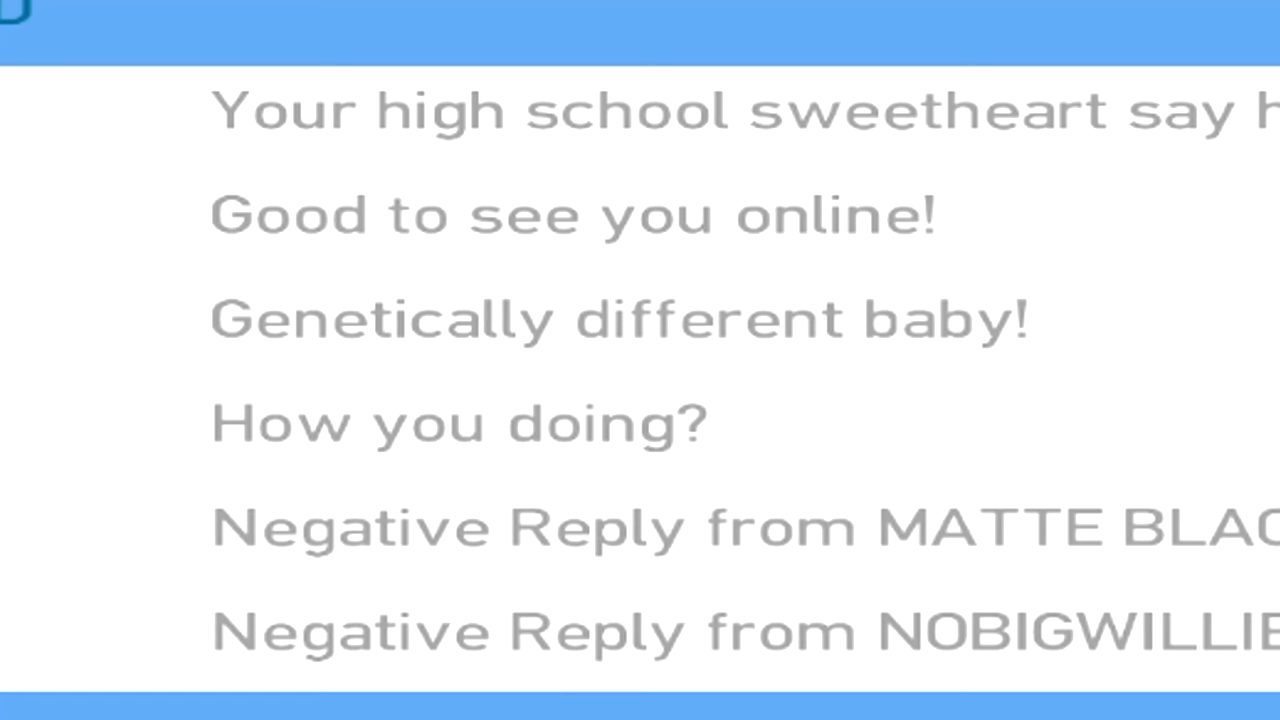 Your high school sweetheart say
Good to see you online!
Genetically different baby!
How you doing?
Negative Reply from MATTE
Negative Reply from